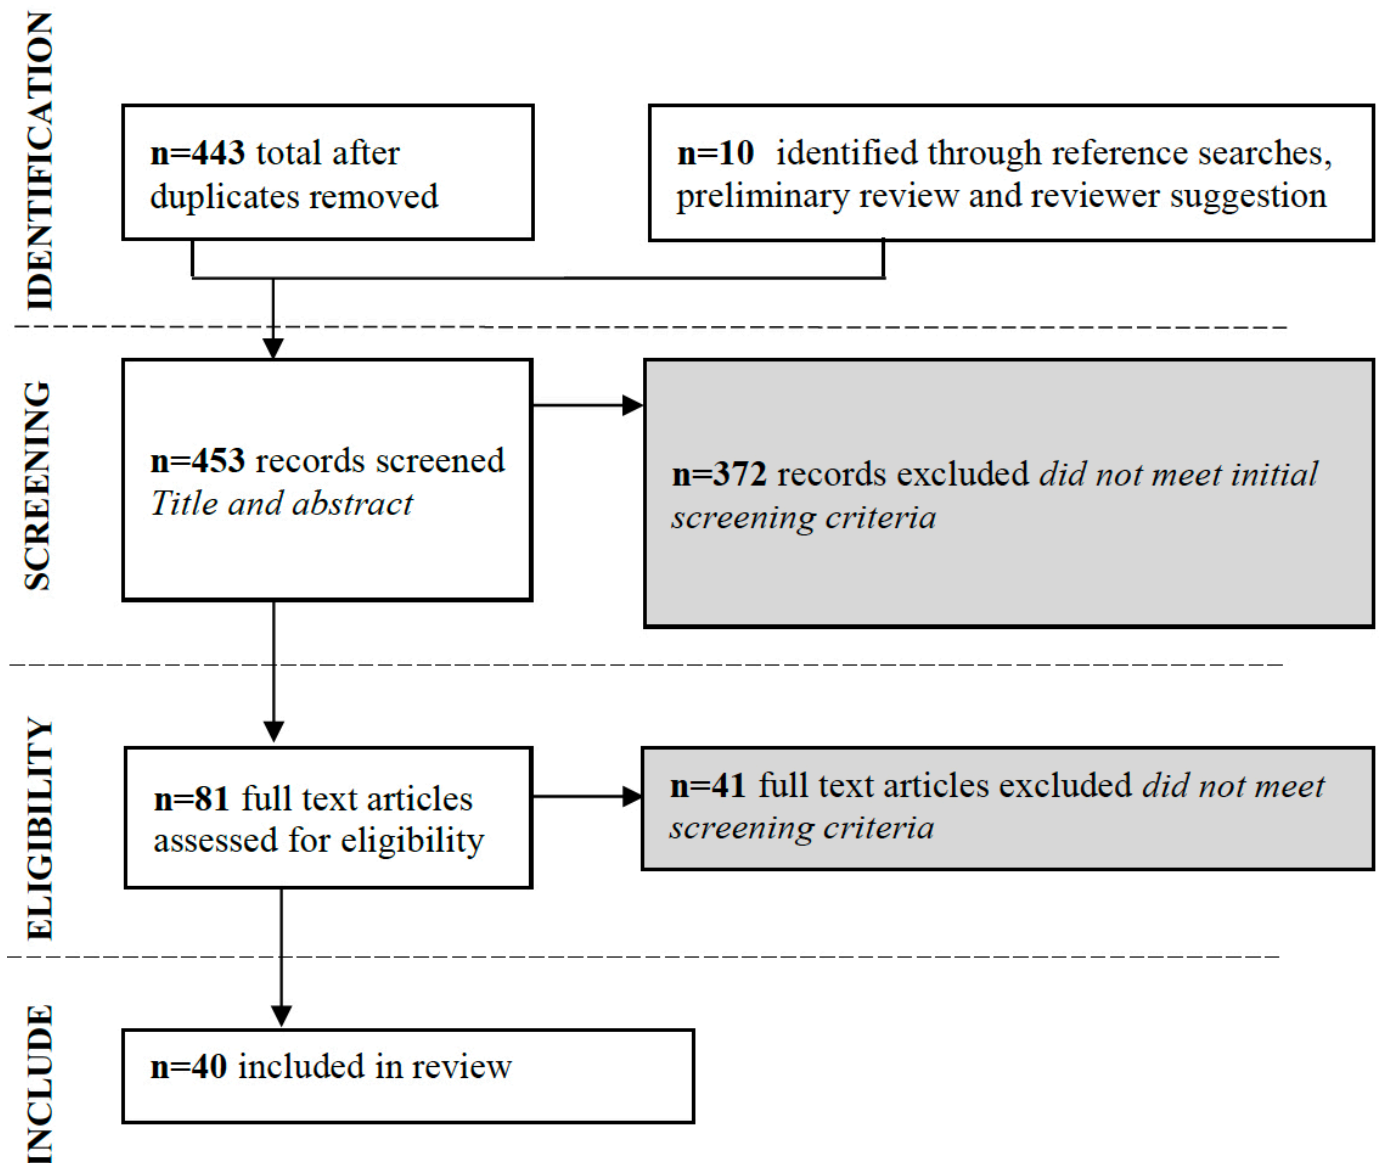 IDENTIFICATION
n=443 total after
duplicates removed
n=10 identified through reference searches,
preliminary review and reviewer suggestion
SCREENING
n=453 records screened
Title and abstract
n=372 records excluded did not meet initial
screening criteria
ELIGIBILITY
n=81 full text articles
assessed for eligibility
n=41 full text articles excluded did not meet
screening criteria
INCLUDE
n=40 included in review